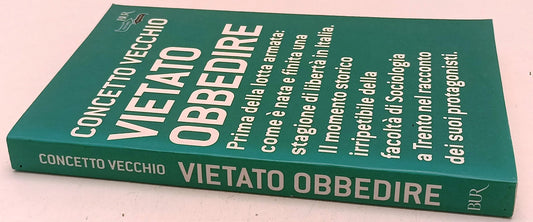 BUR
CONCETTO VECCHIO
VIETATO
OBBEDIRE
Prima della lotta armata:
come è nata e finita una
stagione di libertà in Italia.
Il momento storico
irripetibile della
facoltà di Sociologia
a Trento nel racconto
dei suoi protagonisti.
CONCETTO VECCHIO VIETATO OBBEDIRE BUR